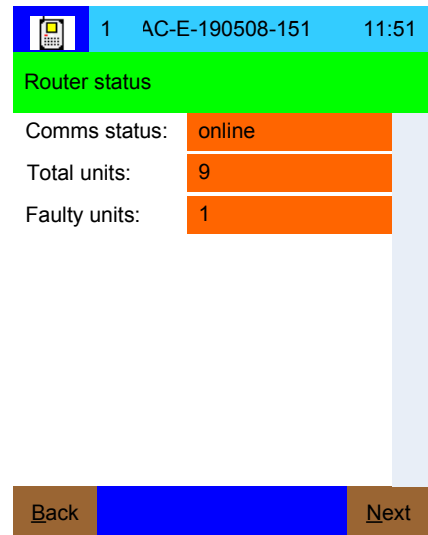 1 AC-E-190508-151 11:51
Router status
Comms status: online
Total units: 9
Faulty units: 1
Back Next